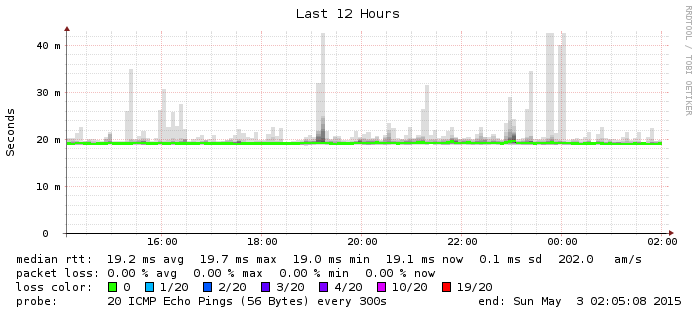 Last 12 Hours
RRDTOOL / TOBI OETIKER
Seconds
40 m
30 m
20 m
10 m
0
16:00 18:00 20:00 22:00 00:00 02:00
median rtt: 19.2 ms avg 19.7 ms max 19.0 ms min 19.1 ms now 0.1 ms sd 202.0 am/s
packet loss: 0.00 % avg 0.00 % max 0.00 % min 0.00 % now
loss color: 0 1/20 2/20 3/20 4/20 10/20 19/20
probe: 20 ICMP Echo Pings (56 Bytes) every 300s end: Sun May 3 02:05:08 2015